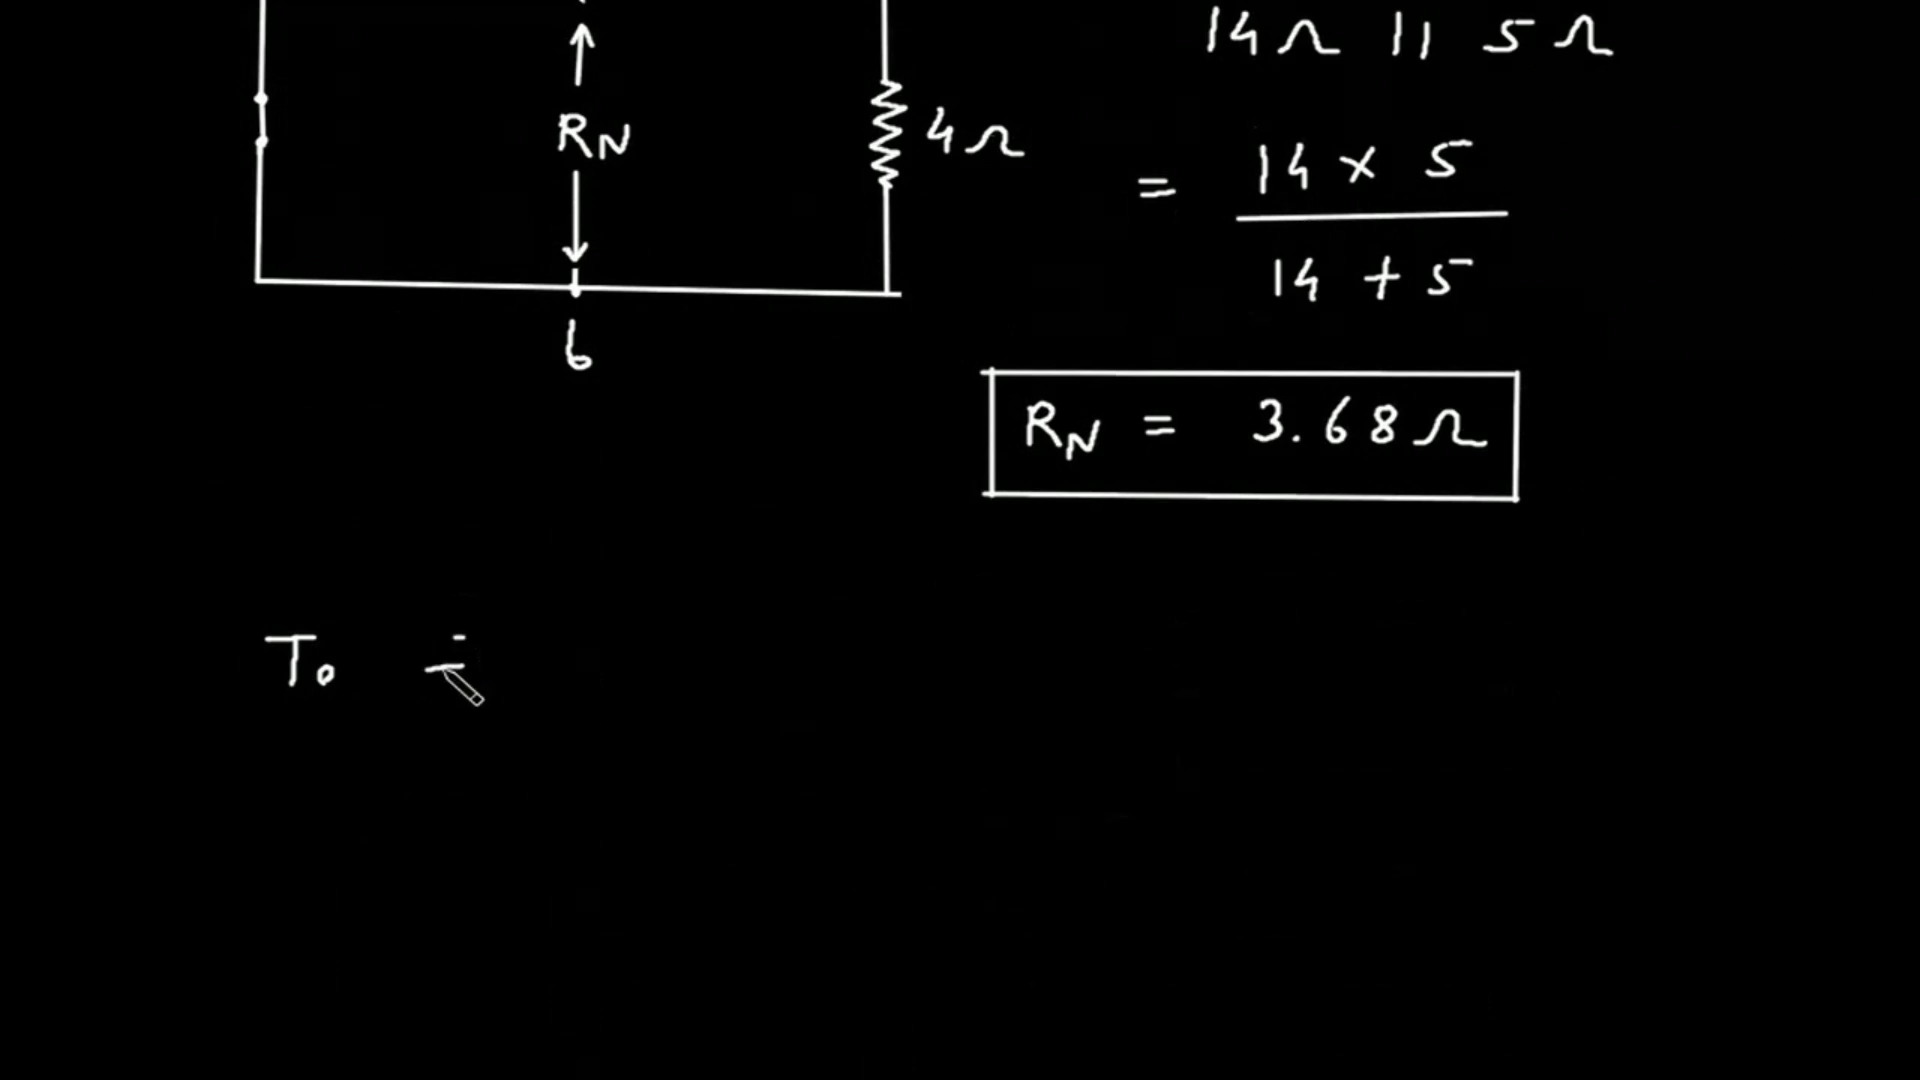 14Ω || 5Ω
RN
4Ω
= 14 × 5
14 + 5
b
RN = 3.68Ω
To